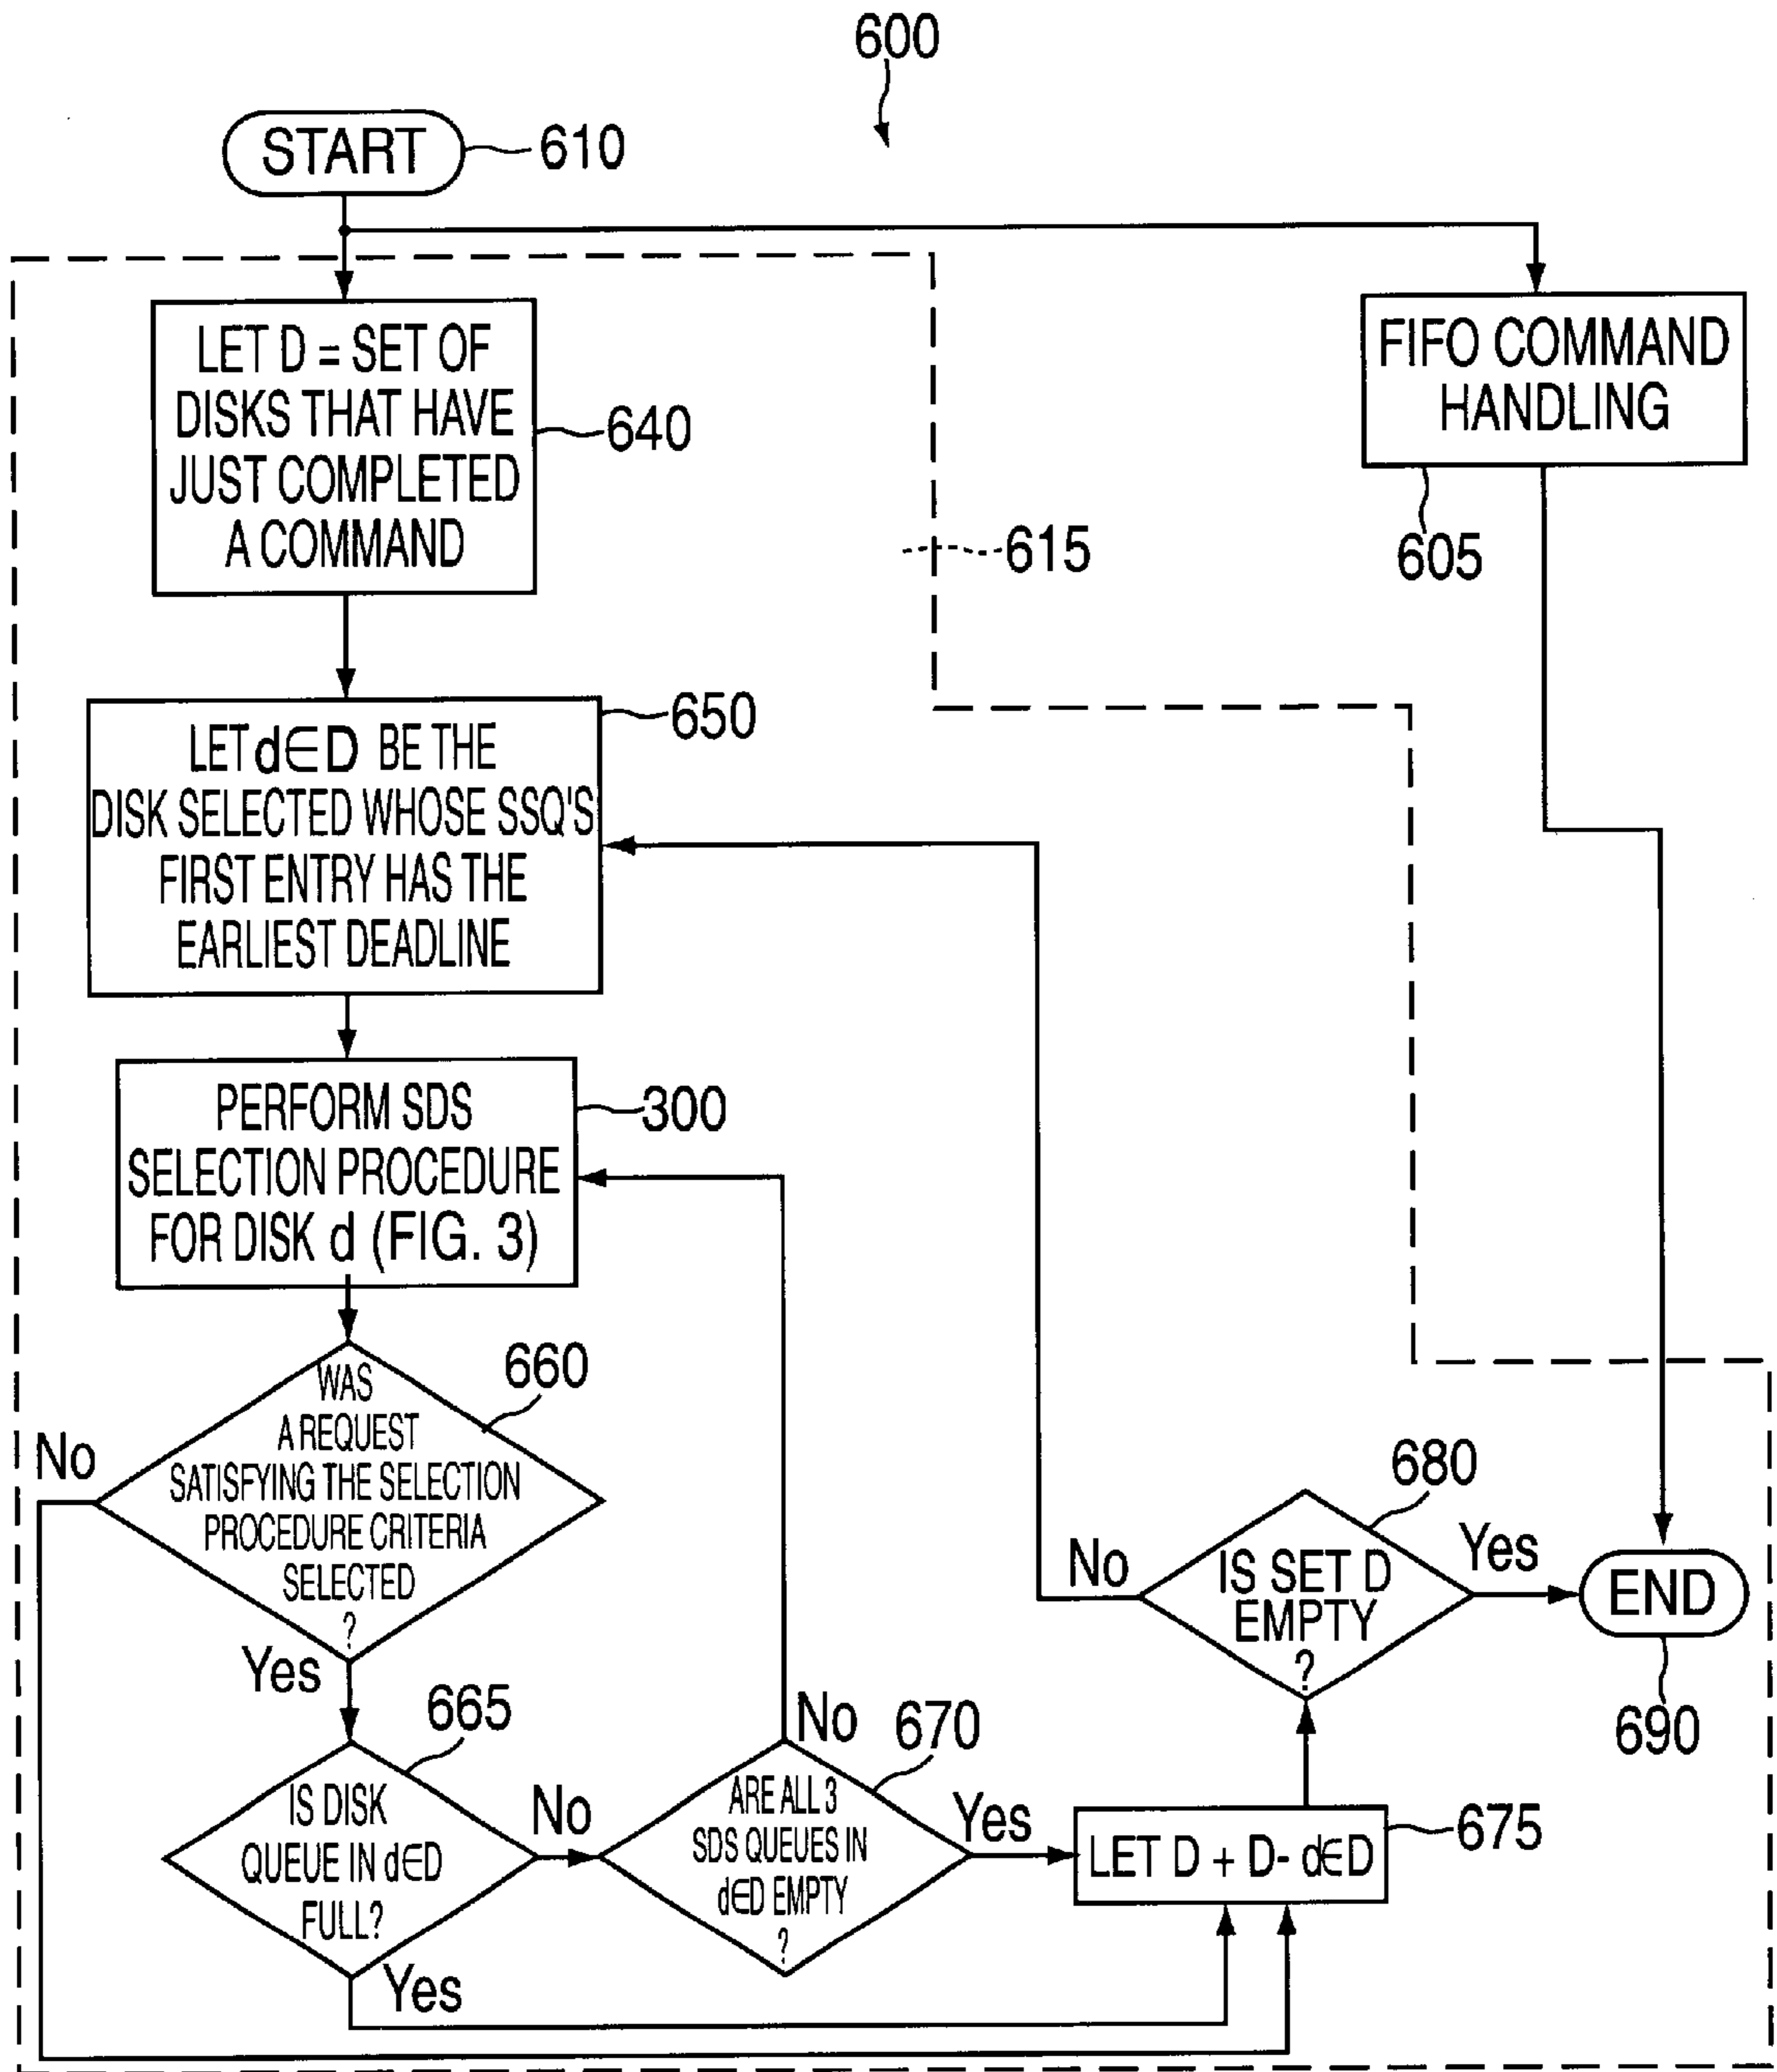 600
START
610
LET D = SET OF
DISKS THAT HAVE
JUST COMPLETED
A COMMAND
640
FIFO COMMAND
HANDLING
605
615
650
LET d∈D BE THE
DISK SELECTED WHOSE SSQ'S
FIRST ENTRY HAS THE
EARLIEST DEADLINE
PERFORM SDS
SELECTION PROCEDURE
FOR DISK d (FIG. 3)
300
660
WAS
A REQUEST
SATISFYING THE SELECTION
PROCEDURE CRITERIA
SELECTED
?
No
Yes
665
IS DISK
QUEUE IN d∈D
FULL?
No
Yes
No
670
ARE ALL 3
SDS QUEUES IN
d∈D EMPTY
?
Yes
LET D + D- d∈D
675
680
IS SET D
EMPTY
?
No
Yes
END
690